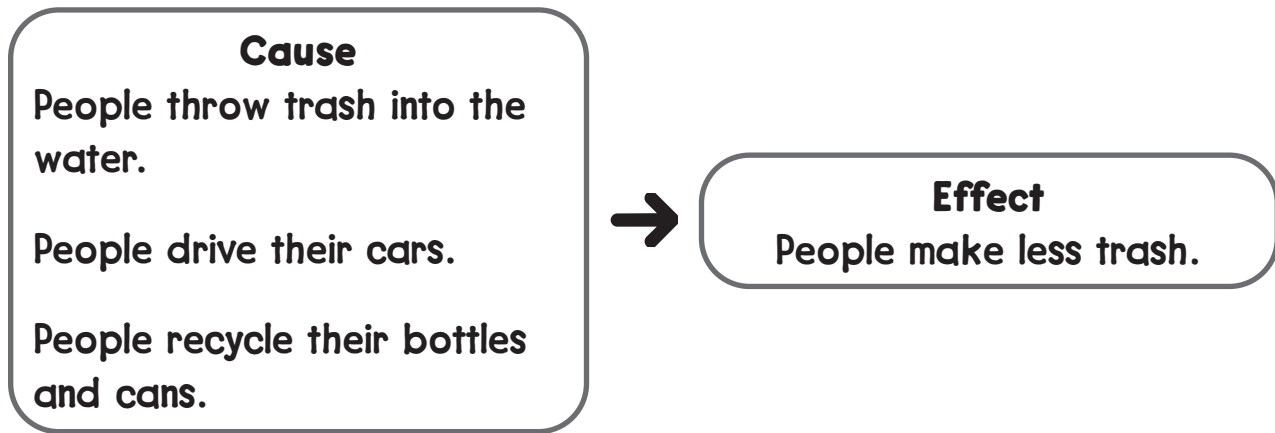 Cause
People throw trash into the
water.
People drive their cars.
People recycle their bottles
and cans.
Effect
People make less trash.